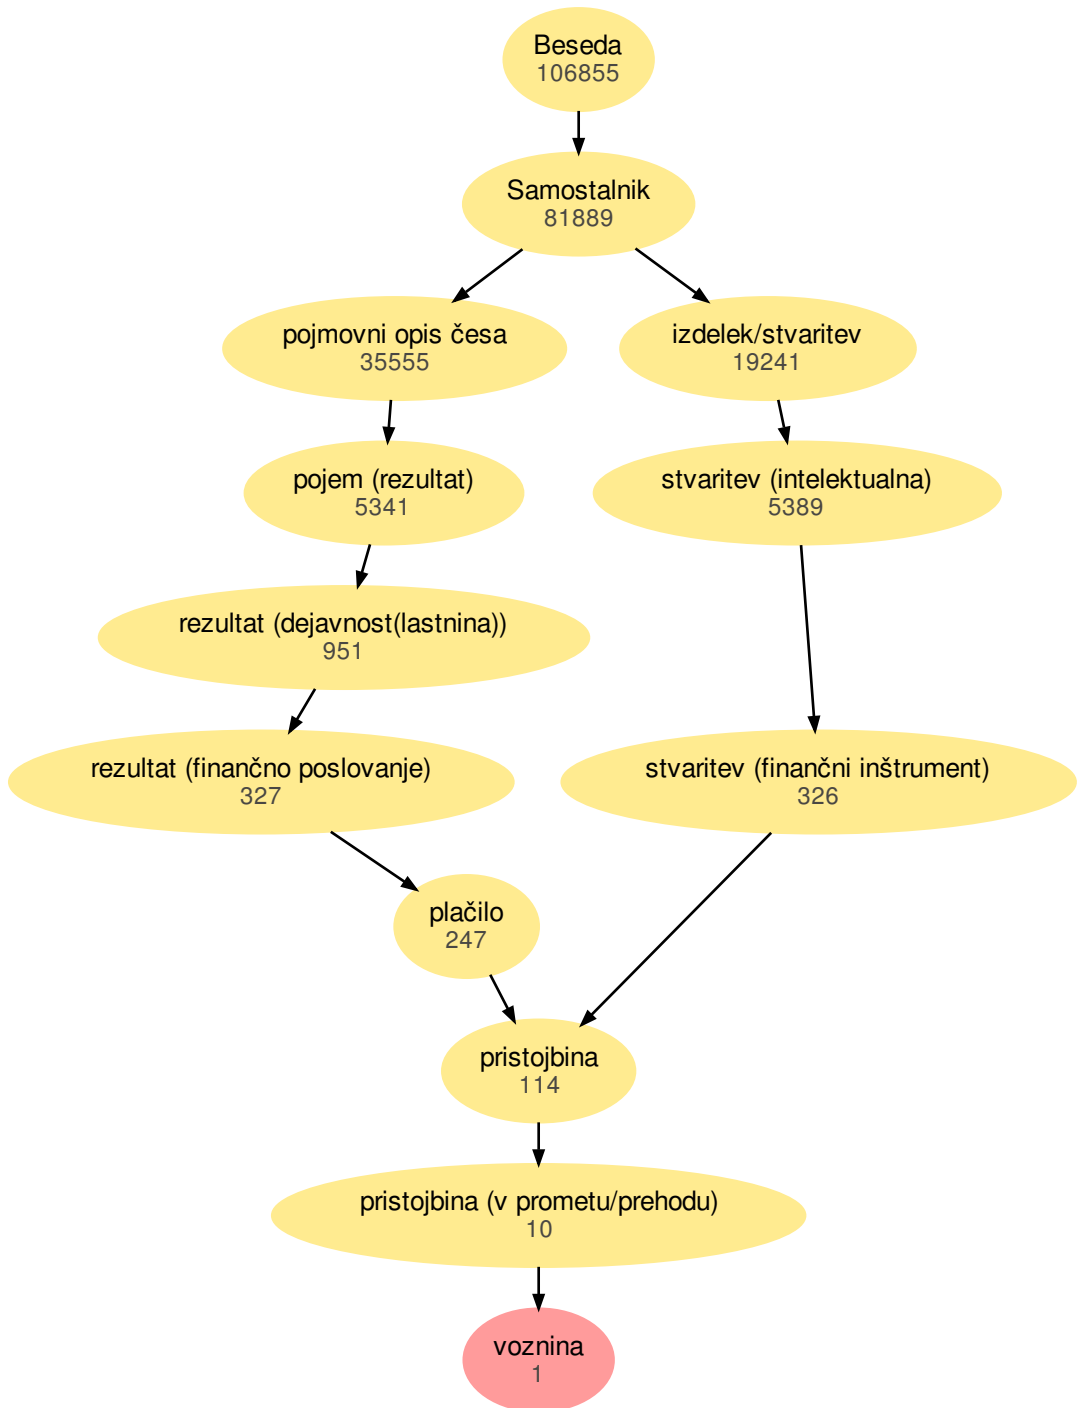 Beseda
106855
Samostalnik
81889
pojmovni opis česa
35555
izdelek/stvaritev
19241
pojem (rezultat)
5341
stvaritev (intelektualna)
5389
rezultat (dejavnost(lastnina))
951
rezultat (finančno poslovanje)
327
stvaritev (finančni inštrument)
326
plačilo
247
pristojbina
114
pristojbina (v prometu/prehodu)
10
voznina
1